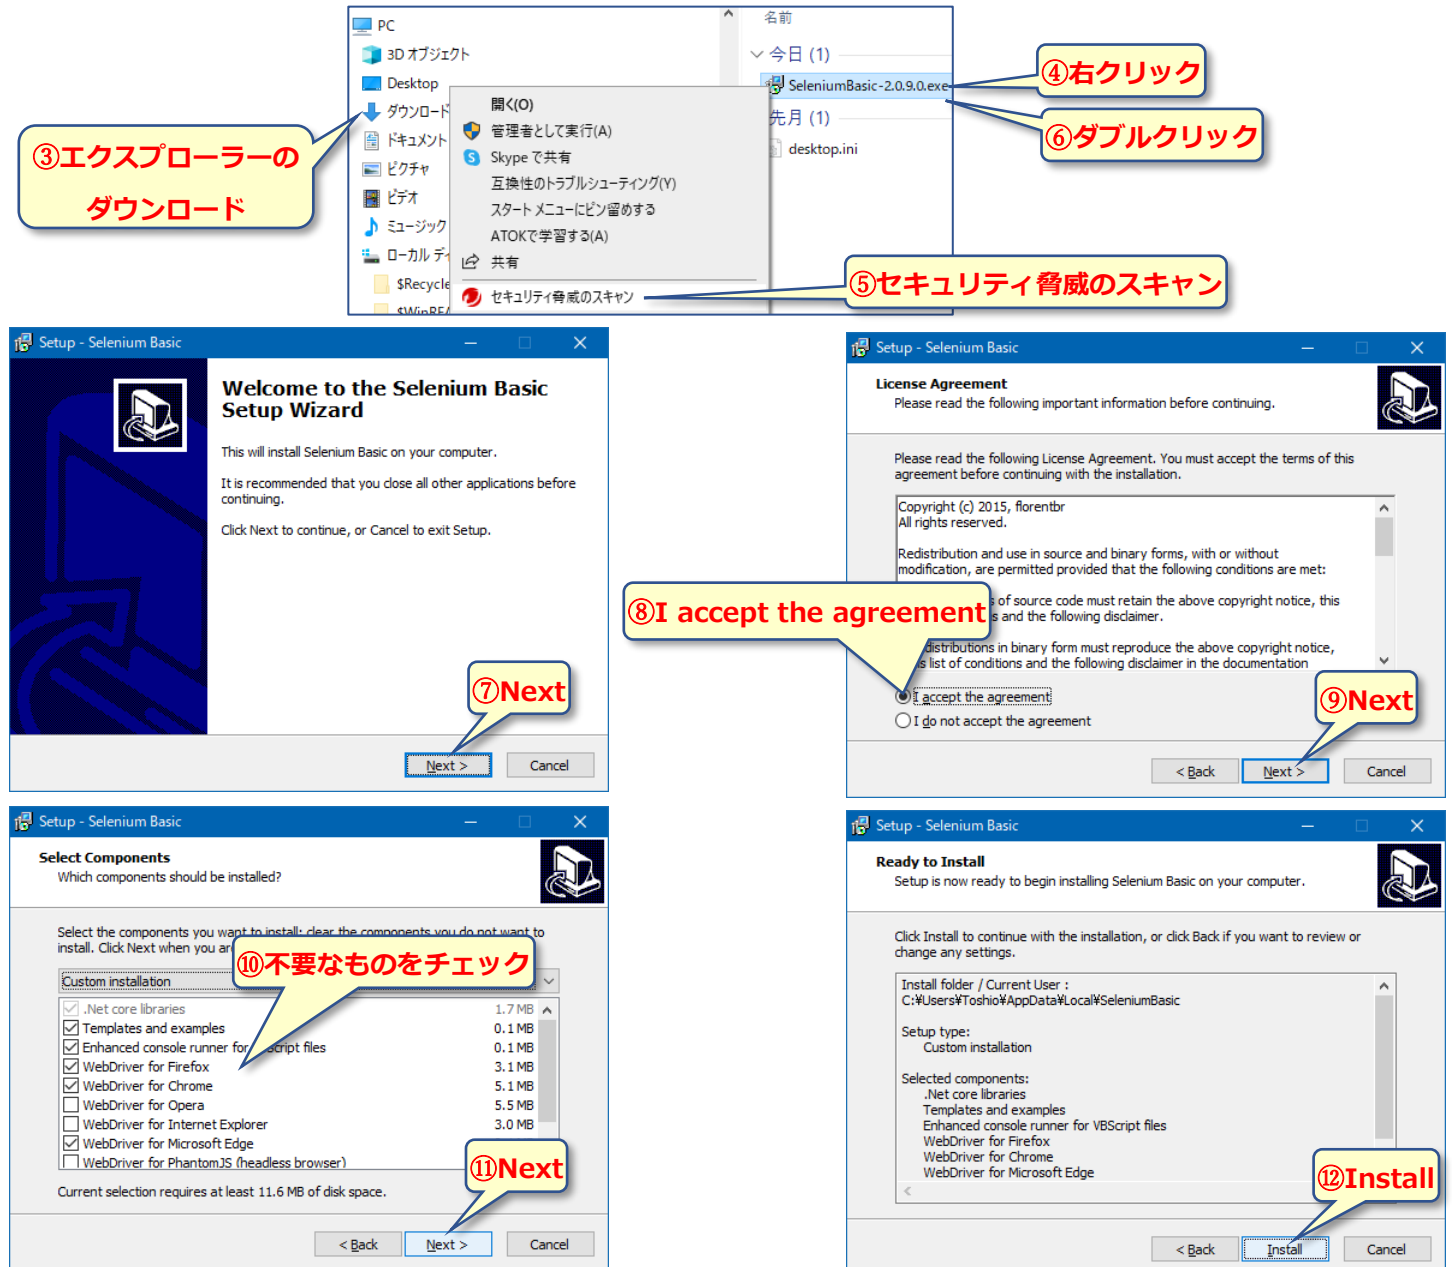 PC
3D オブジェクト
Desktop
ダウンロード
ドキュメント
ピクチャ
ビデオ
ミュージック
ローカル ディ
$Recycle
$WinREA
名前
今日 (1)
SeleniumBasic-2.0.9.0.exe
先月 (1)
desktop.ini
開く(O)
管理者として実行(A)
Skype で共有
互換性のトラブルシューティング(Y)
スタート メニューにピン留めする
ATOKで学習する(A)
共有
セキュリティ脅威のスキャン
③エクスプローラーの
ダウンロード
④右クリック
⑥ダブルクリック
⑤セキュリティ脅威のスキャン
Setup - Selenium Basic
Welcome to the Selenium Basic
Setup Wizard
This will install Selenium Basic on your computer.
It is recommended that you close all other applications before
continuing.
Click Next to continue, or Cancel to exit Setup.
⑦Next
Next >
Cancel
Setup - Selenium Basic
License Agreement
Please read the following important information before continuing.
Please read the following License Agreement. You must accept the terms of this
agreement before continuing with the installation.
Copyright (c) 2015, florentbr
All rights reserved.
Redistribution and use in source and binary forms, with or without
modification, are permitted provided that the following conditions are met:
of source code must retain the above copyright notice, this
and the following disclaimer.
distributions in binary form must reproduce the above copyright notice,
list of conditions and the following disclaimer in the documentation
⑧I accept the agreement
I accept the agreement
I do not accept the agreement
⑨Next
< Back
Next >
Cancel
Setup - Selenium Basic
Select Components
Which components should be installed?
Select the components you want to install; clear the components you do not want to
install. Click Next when you are
⑩不要なものをチェック
Custom installation
.Net core libraries 1.7 MB
Templates and examples 0.1 MB
Enhanced console runner for Script files 0.1 MB
WebDriver for Firefox 3.1 MB
WebDriver for Chrome 5.1 MB
WebDriver for Opera 5.5 MB
WebDriver for Internet Explorer 3.0 MB
WebDriver for Microsoft Edge
WebDriver for PhantomJS (headless browser)
⑪Next
Current selection requires at least 11.6 MB of disk space.
< Back
Next >
Cancel
Setup - Selenium Basic
Ready to Install
Setup is now ready to begin installing Selenium Basic on your computer.
Click Install to continue with the installation, or click Back if you want to review or
change any settings.
Install folder / Current User :
C:¥Users¥Toshio¥AppData¥Local¥SeleniumBasic
Setup type:
Custom installation
Selected components:
.Net core libraries
Templates and examples
Enhanced console runner for VBScript files
WebDriver for Firefox
WebDriver for Chrome
WebDriver for Microsoft Edge
⑫Install
< Back
Install
Cancel